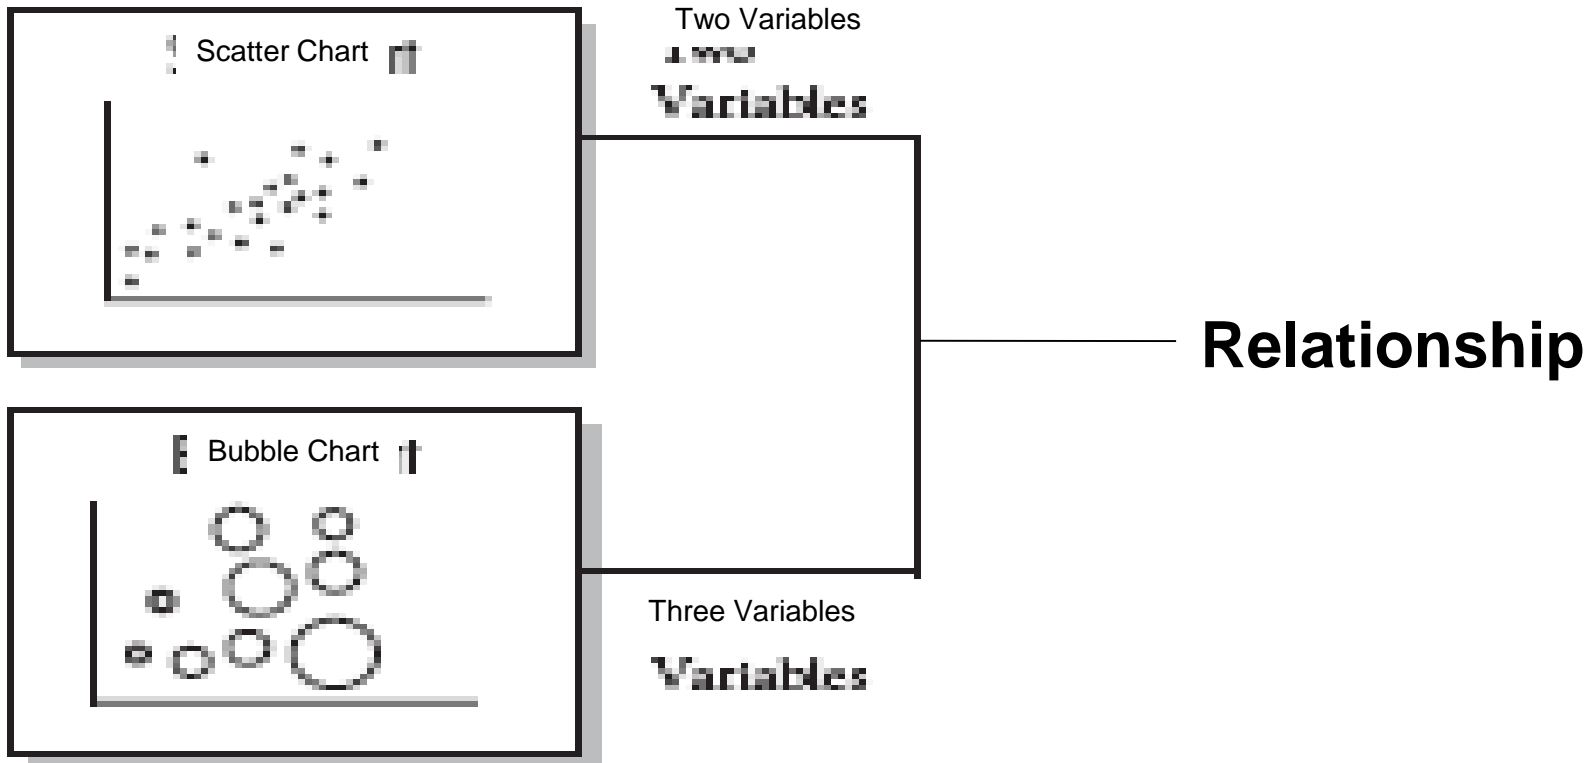 Two Variables
Scatter Chart
Variables
Relationship
Bubble Chart
Three Variables
Variables